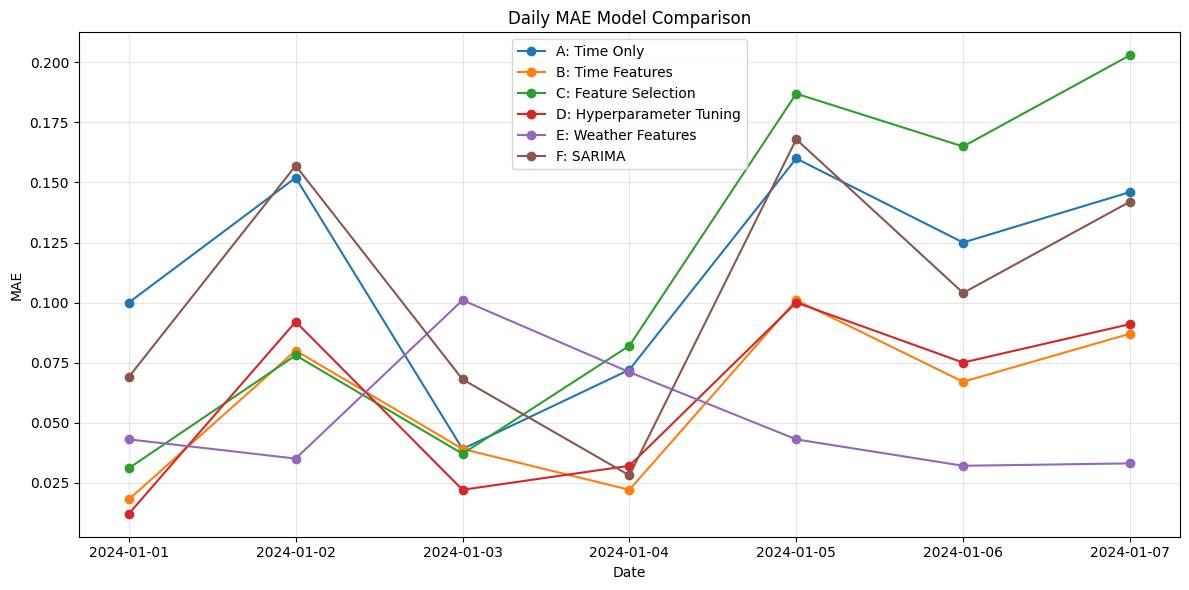 Daily MAE Model Comparison
A: Time Only
B: Time Features
C: Feature Selection
D: Hyperparameter Tuning
E: Weather Features
F: SARIMA
0.200
0.175
0.150
0.125
0.100
0.075
0.050
0.025
MAE
2024-01-01 2024-01-02 2024-01-03 2024-01-04 2024-01-05 2024-01-06 2024-01-07
Date